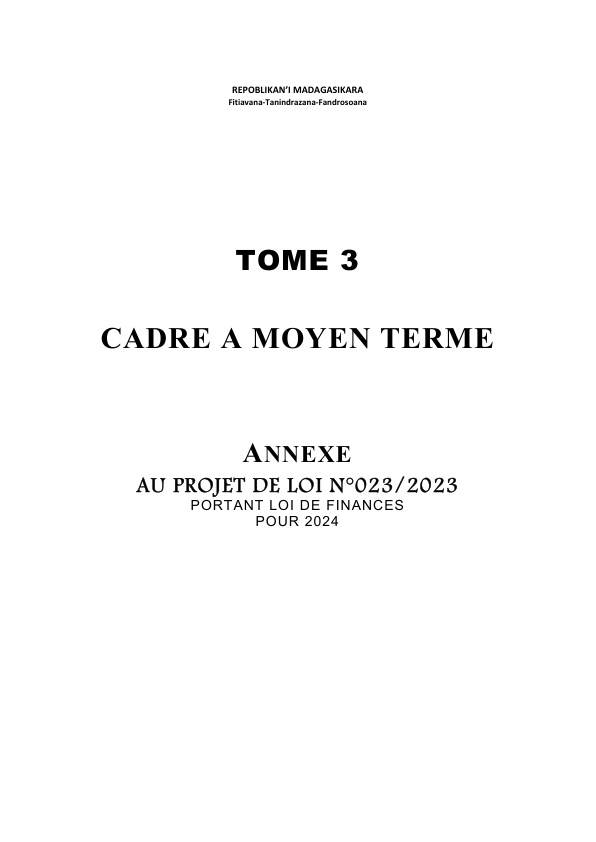 REPOBLIKAN'I MADAGASIKARA
Fitiavana-Tanindrazana-Fandrosoana
TOME 3
CADRE A MOYEN TERME
ANNEXE
AU PROJET DE LOI N°023/2023
PORTANT LOI DE FINANCES
POUR 2024